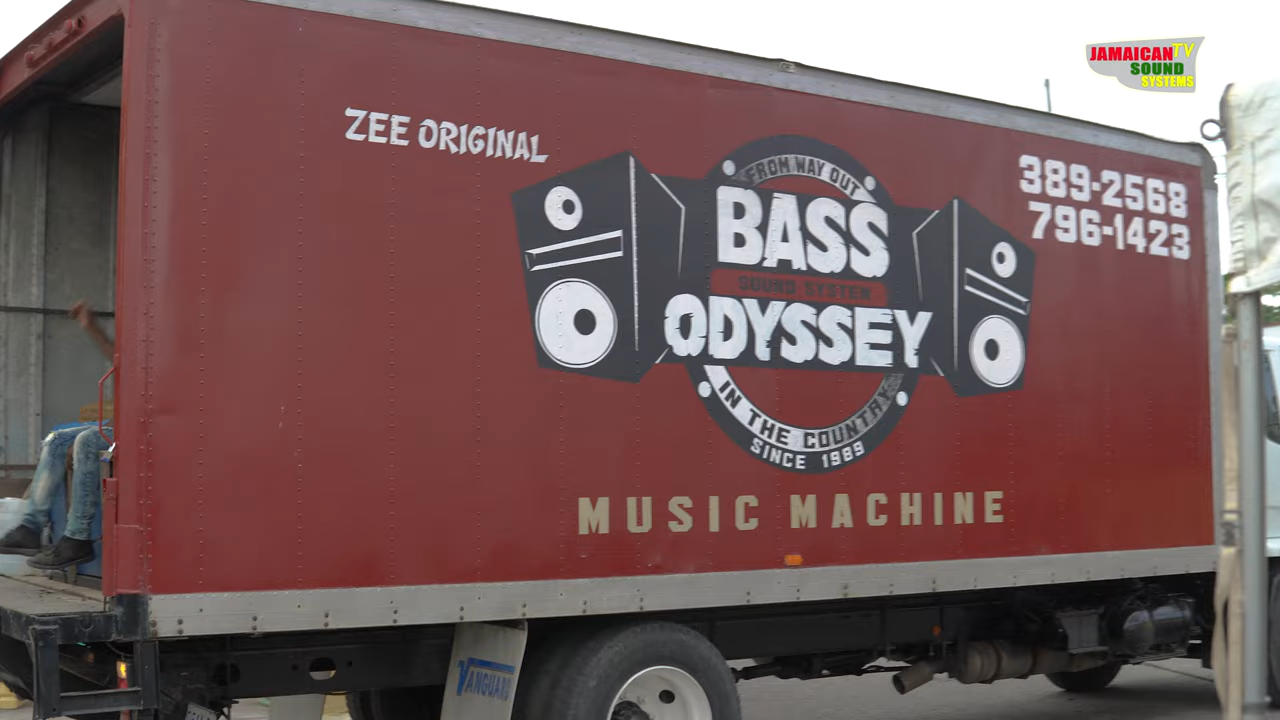 JAMAICAN TV
SOUND
SYSTEMS
ZEE ORIGINAL
FROM WAY OUT
BASS
SOUND SYSTEM
ODYSSEY
IN THE COUNTRY
SINCE 1989
389-2568
796-1423
MUSIC MACHINE
VANGUARD